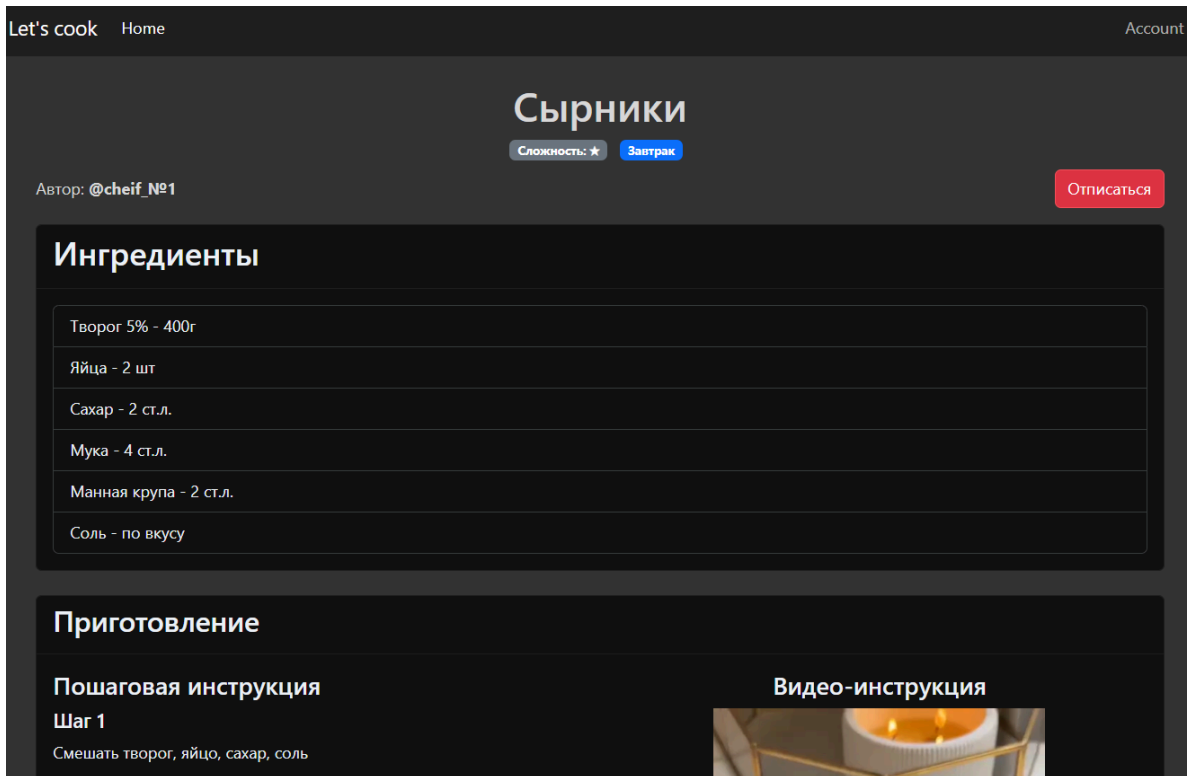 Let's cook Home Account
Сырники
Сложность: ★ Завтрак
Автор: @cheif_№1 Отписаться
Ингредиенты
Творог 5% - 400г
Яйца - 2 шт
Сахар - 2 ст.л.
Мука - 4 ст.л.
Манная крупа - 2 ст.л.
Соль - по вкусу
Приготовление
Пошаговая инструкция
Видео-инструкция
Шаг 1
Смешать творог, яйцо, сахар, соль